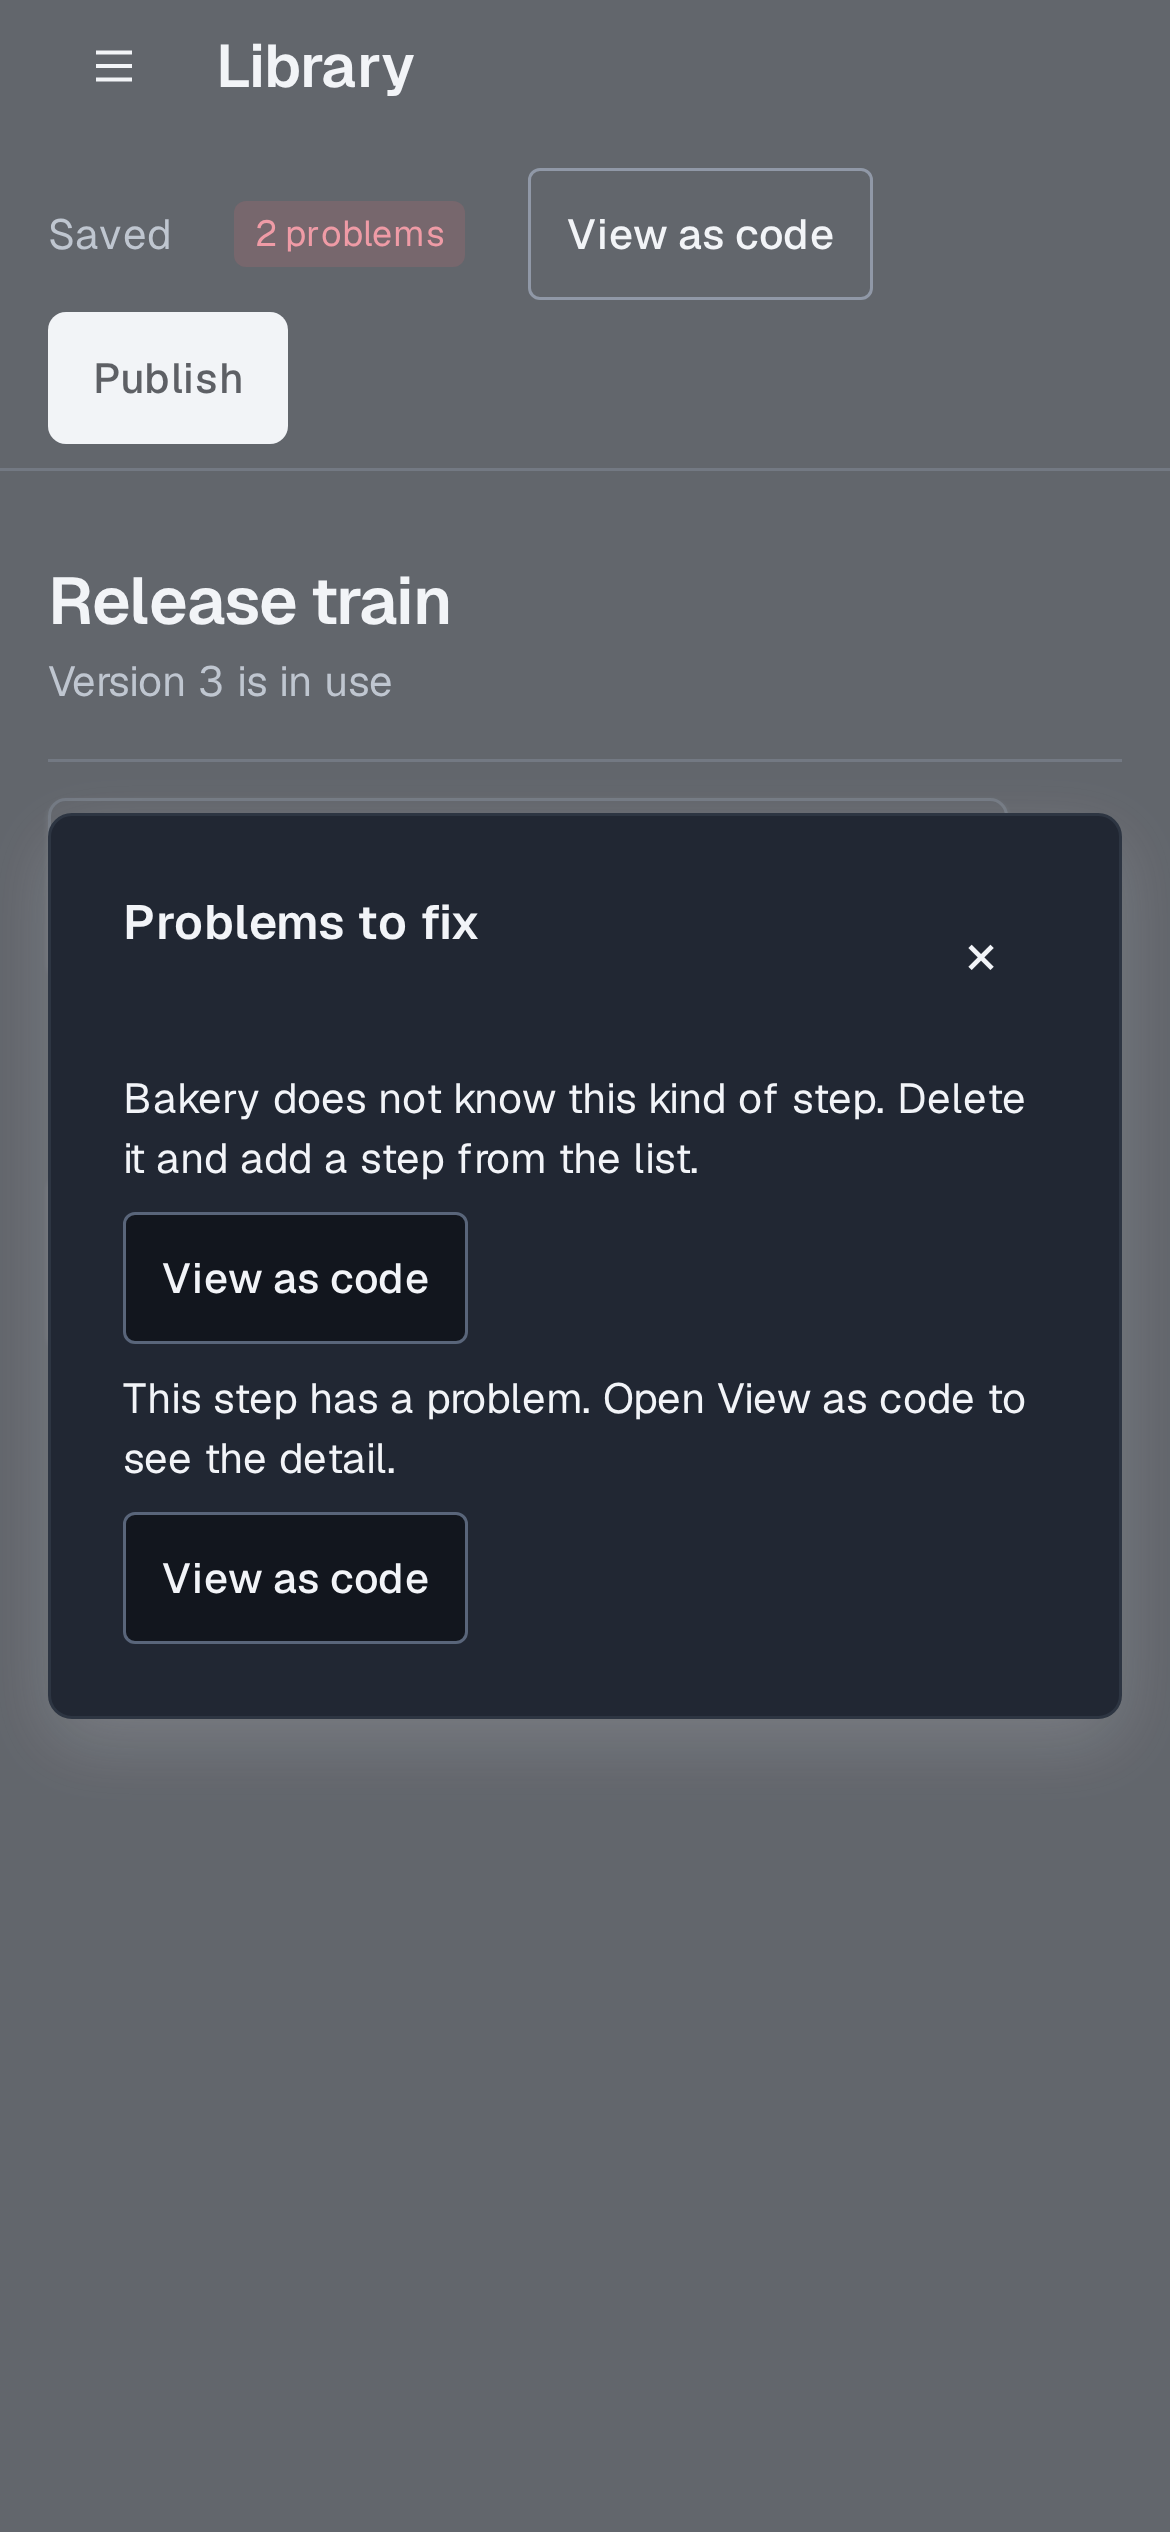 Library
Saved
2 problems
View as code
Publish
Release train
Version 3 is in use
Problems to fix
Bakery does not know this kind of step. Delete
it and add a step from the list.
View as code
This step has a problem. Open View as code to
see the detail.
View as code